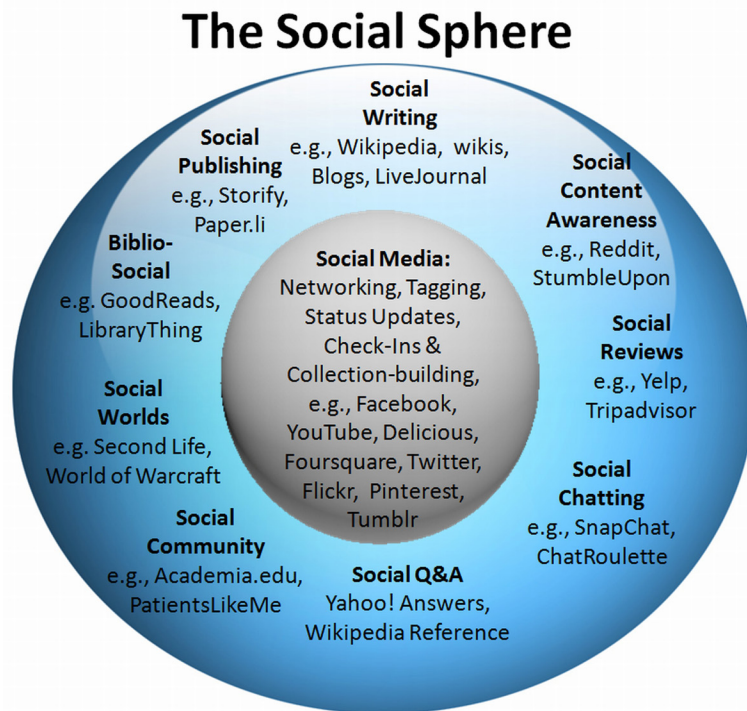 The Social Sphere
Social
Writing
e.g., Wikipedia, wikis,
Blogs, LiveJournal
Social
Publishing
e.g., Storify,
Paper.li
Social
Content
Awareness
e.g., Reddit,
StumbleUpon
Biblio-
Social
e.g. GoodReads,
LibraryThing
Social Media:
Networking, Tagging,
Status Updates,
Check-Ins &
Collection-building,
e.g., Facebook,
YouTube, Delicious,
Foursquare, Twitter,
Flickr, Pinterest,
Tumblr
Social
Reviews
e.g., Yelp,
Tripadvisor
Social
Worlds
e.g. Second Life,
World of Warcraft
Social
Chatting
e.g., SnapChat,
ChatRoulette
Social
Community
e.g., Academia.edu,
PatientsLikeMe
Social Q&A
Yahoo! Answers,
Wikipedia Reference